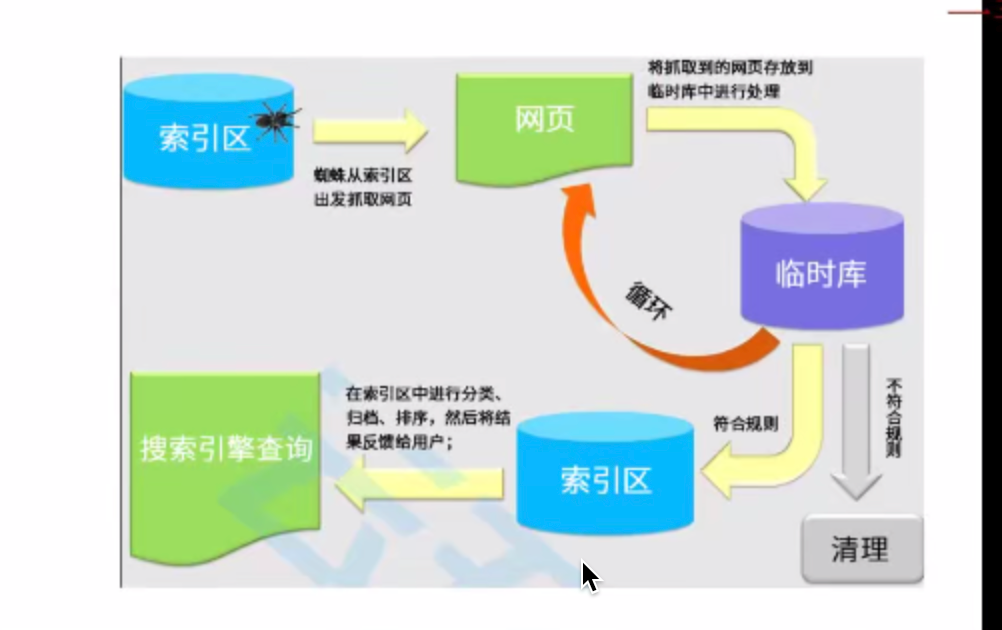 将抓取到的网页存放到
临时库中进行处理
索引区
网页
蜘蛛从索引区
出发抓取网页
临时库
循环
在索引区中进行分类、
归档、排序，然后将结
果反馈给用户；
符合规则
不符合规则
搜索引擎查询
索引区
清理